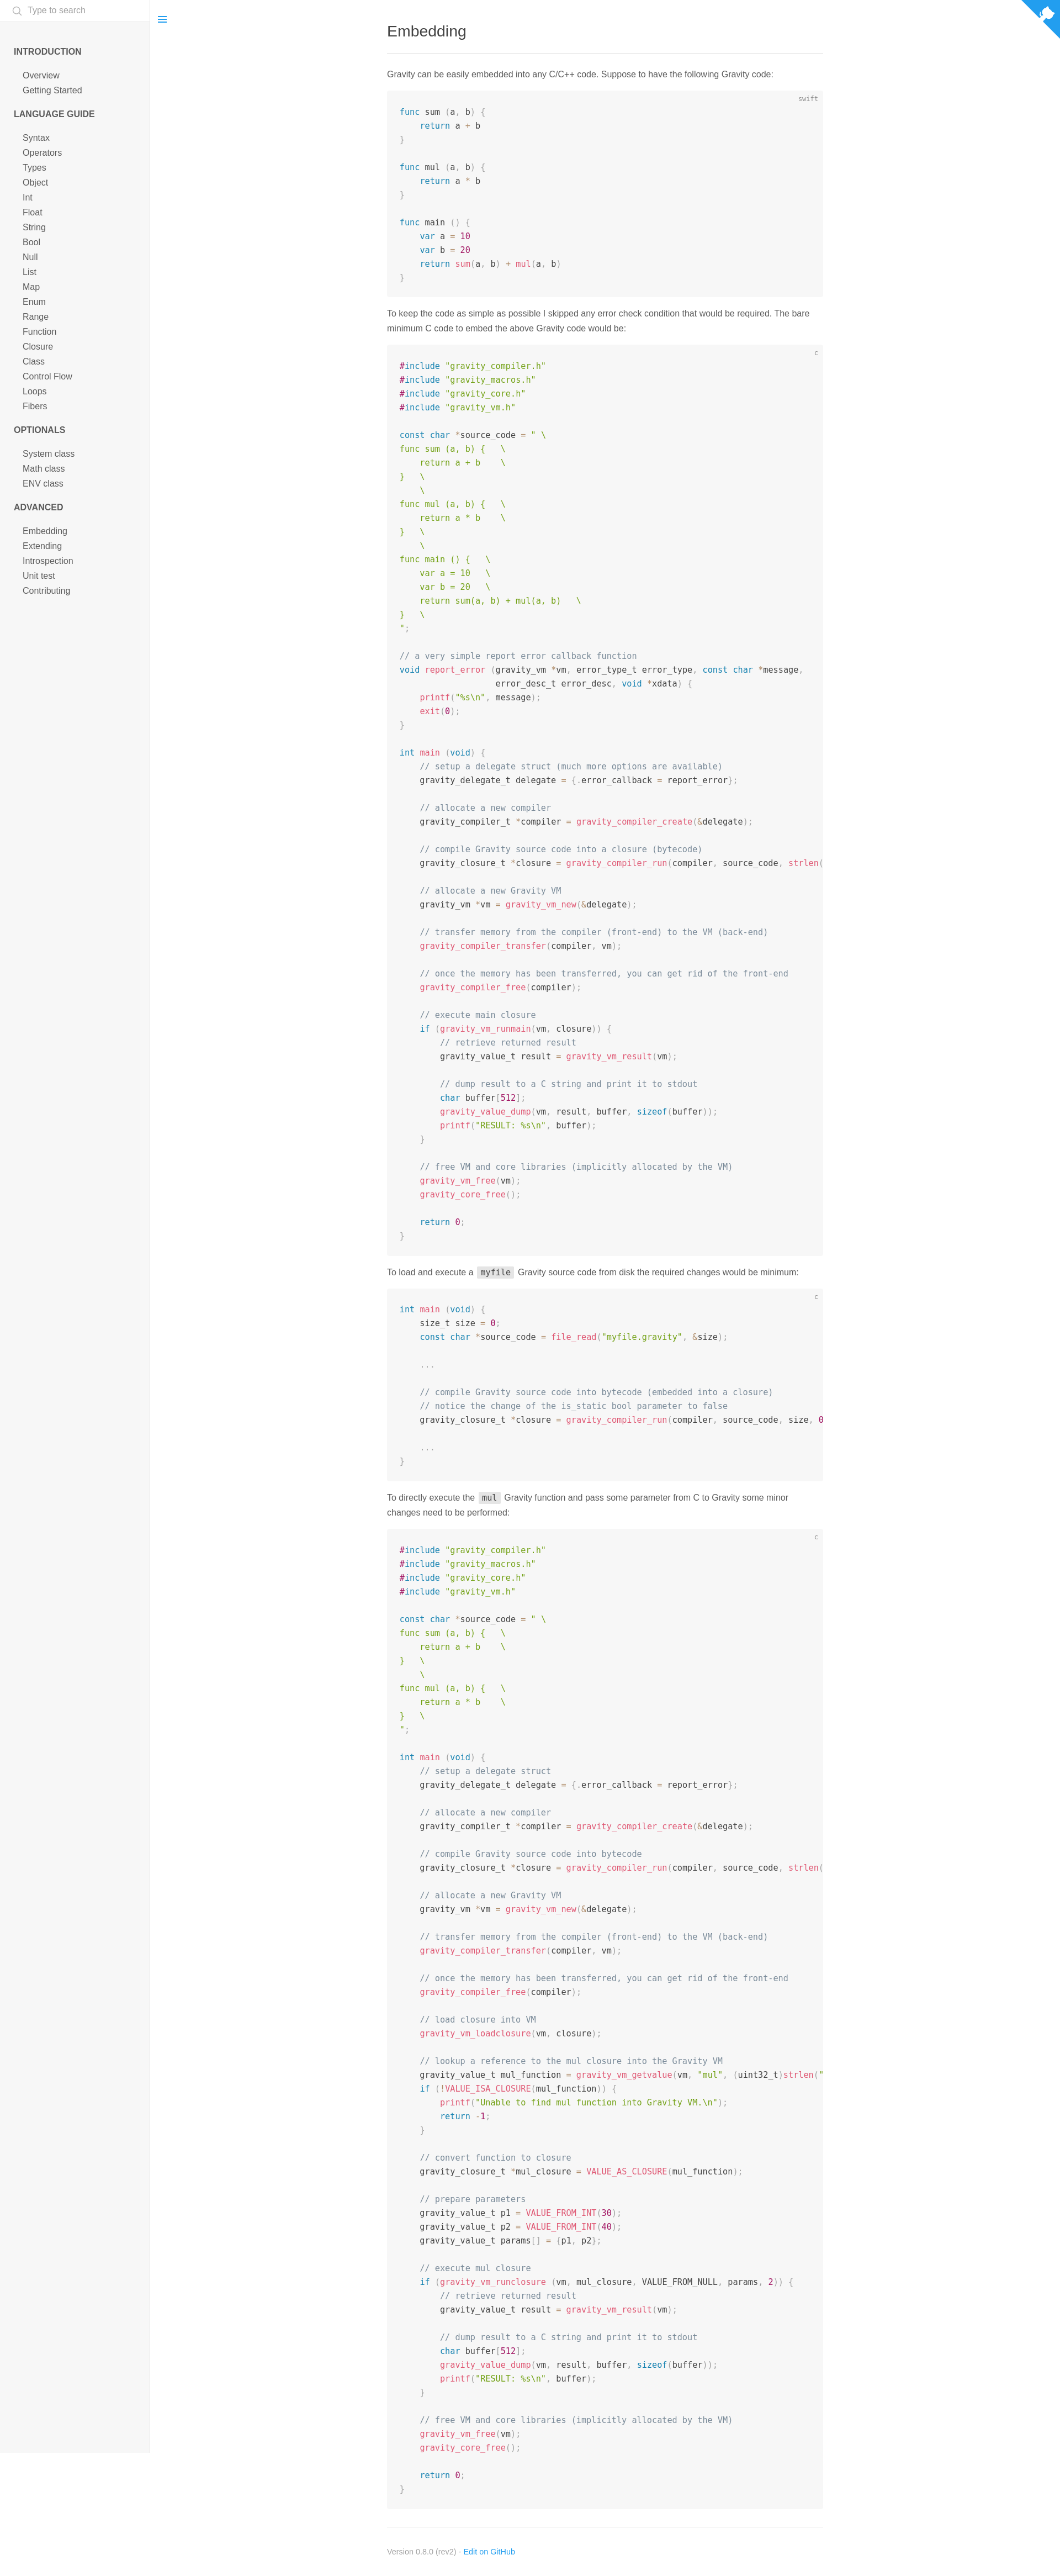 Type to search
INTRODUCTION
Overview
Getting Started
LANGUAGE GUIDE
Syntax
Operators
Types
Object
Int
Float
String
Bool
Null
List
Map
Enum
Range
Function
Closure
Class
Control Flow
Loops
Fibers
OPTIONALS
System class
Math class
ENV class
ADVANCED
Embedding
Extending
Introspection
Unit test
Contributing
Embedding
Gravity can be easily embedded into any C/C++ code. Suppose to have the following Gravity code:
swift
func sum (a, b) {
    return a + b
}
func mul (a, b) {
    return a * b
}
func main () {
    var a = 10
    var b = 20
    return sum(a, b) + mul(a, b)
}
To keep the code as simple as possible I skipped any error check condition that would be required. The bare
minimum C code to embed the above Gravity code would be:
c
#include "gravity_compiler.h"
#include "gravity_macros.h"
#include "gravity_core.h"
#include "gravity_vm.h"
const char *source_code = " \
func sum (a, b) {   \
    return a + b    \
}   \
    \
func mul (a, b) {   \
    return a * b    \
}   \
    \
func main () {   \
    var a = 10   \
    var b = 20   \
    return sum(a, b) + mul(a, b)   \
}   \
";
// a very simple report error callback function
void report_error (gravity_vm *vm, error_type_t error_type, const char *message,
                   error_desc_t error_desc, void *xdata) {
    printf("%s\n", message);
    exit(0);
}
int main (void) {
    // setup a delegate struct (much more options are available)
    gravity_delegate_t delegate = {.error_callback = report_error};
    // allocate a new compiler
    gravity_compiler_t *compiler = gravity_compiler_create(&delegate);
    // compile Gravity source code into a closure (bytecode)
    gravity_closure_t *closure = gravity_compiler_run(compiler, source_code, strlen(
    // allocate a new Gravity VM
    gravity_vm *vm = gravity_vm_new(&delegate);
    // transfer memory from the compiler (front-end) to the VM (back-end)
    gravity_compiler_transfer(compiler, vm);
    // once the memory has been transferred, you can get rid of the front-end
    gravity_compiler_free(compiler);
    // execute main closure
    if (gravity_vm_runmain(vm, closure)) {
        // retrieve returned result
        gravity_value_t result = gravity_vm_result(vm);
        // dump result to a C string and print it to stdout
        char buffer[512];
        gravity_value_dump(vm, result, buffer, sizeof(buffer));
        printf("RESULT: %s\n", buffer);
    }
    // free VM and core libraries (implicitly allocated by the VM)
    gravity_vm_free(vm);
    gravity_core_free();
    return 0;
}
To load and execute a myfile Gravity source code from disk the required changes would be minimum:
c
int main (void) {
    size_t size = 0;
    const char *source_code = file_read("myfile.gravity", &size);
    ...
    // compile Gravity source code into bytecode (embedded into a closure)
    // notice the change of the is_static bool parameter to false
    gravity_closure_t *closure = gravity_compiler_run(compiler, source_code, size, 0
    ...
}
To directly execute the mul Gravity function and pass some parameter from C to Gravity some minor
changes need to be performed:
c
#include "gravity_compiler.h"
#include "gravity_macros.h"
#include "gravity_core.h"
#include "gravity_vm.h"
const char *source_code = " \
func sum (a, b) {   \
    return a + b    \
}   \
    \
func mul (a, b) {   \
    return a * b    \
}   \
";
int main (void) {
    // setup a delegate struct
    gravity_delegate_t delegate = {.error_callback = report_error};
    // allocate a new compiler
    gravity_compiler_t *compiler = gravity_compiler_create(&delegate);
    // compile Gravity source code into bytecode
    gravity_closure_t *closure = gravity_compiler_run(compiler, source_code, strlen(
    // allocate a new Gravity VM
    gravity_vm *vm = gravity_vm_new(&delegate);
    // transfer memory from the compiler (front-end) to the VM (back-end)
    gravity_compiler_transfer(compiler, vm);
    // once the memory has been transferred, you can get rid of the front-end
    gravity_compiler_free(compiler);
    // load closure into VM
    gravity_vm_loadclosure(vm, closure);
    // lookup a reference to the mul closure into the Gravity VM
    gravity_value_t mul_function = gravity_vm_getvalue(vm, "mul", (uint32_t)strlen("
    if (!VALUE_ISA_CLOSURE(mul_function)) {
        printf("Unable to find mul function into Gravity VM.\n");
        return -1;
    }
    // convert function to closure
    gravity_closure_t *mul_closure = VALUE_AS_CLOSURE(mul_function);
    // prepare parameters
    gravity_value_t p1 = VALUE_FROM_INT(30);
    gravity_value_t p2 = VALUE_FROM_INT(40);
    gravity_value_t params[] = {p1, p2};
    // execute mul closure
    if (gravity_vm_runclosure (vm, mul_closure, VALUE_FROM_NULL, params, 2)) {
        // retrieve returned result
        gravity_value_t result = gravity_vm_result(vm);
        // dump result to a C string and print it to stdout
        char buffer[512];
        gravity_value_dump(vm, result, buffer, sizeof(buffer));
        printf("RESULT: %s\n", buffer);
    }
    // free VM and core libraries (implicitly allocated by the VM)
    gravity_vm_free(vm);
    gravity_core_free();
    return 0;
}
Version 0.8.0 (rev2) - Edit on GitHub